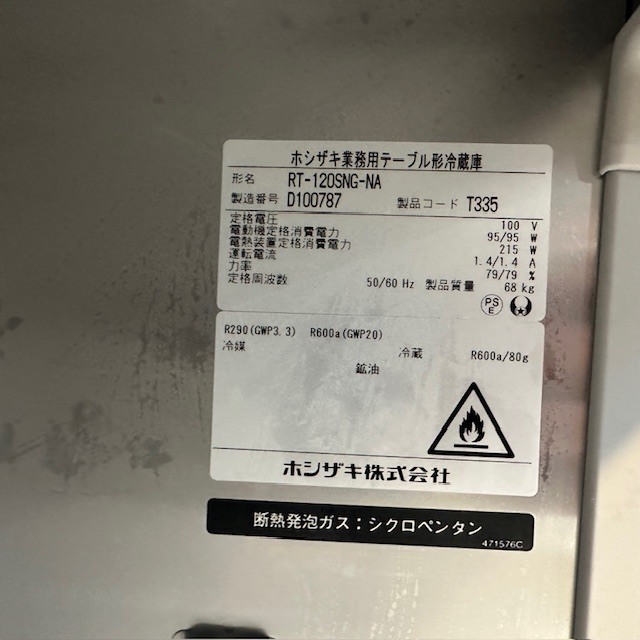 ホシザキ業務用テーブル形冷蔵庫
形名 RT-120SNG-NA
製造番号 D100787 製品コード T335
定格電圧 100 V
電動機定格消費電力 95/95 W
電熱装置定格消費電力 215 W
運転電流 1.4/1.4 A
力率 79/79 %
定格周波数 50/60 Hz 製品質量 68 kg
PSE
R290(GWP3.3) R600a(GWP20)
冷媒 冷蔵 R600a/80g
鉱油
ホシザキ株式会社
断熱発泡ガス：シクロペンタン
471576C